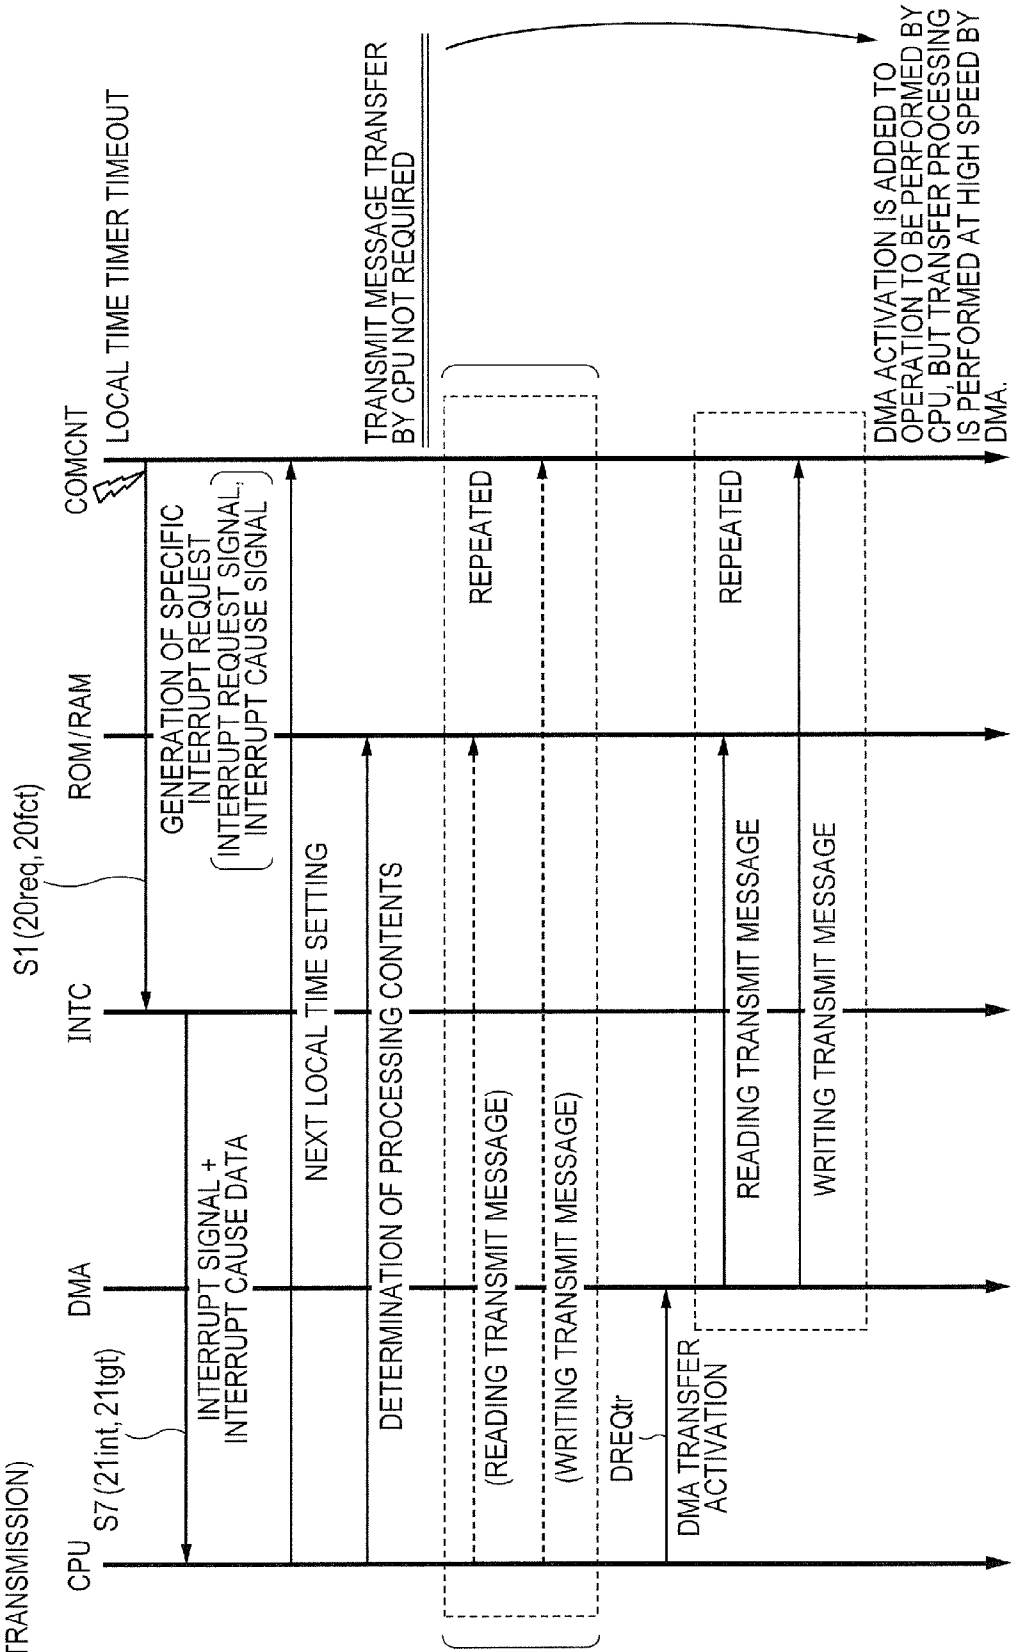 TRANSMISSION)
CPU
DMA
INTC
ROM/RAM
COMCNT
LOCAL TIME TIMER TIMEOUT
S1 (20req, 20fct)
GENERATION OF SPECIFIC
INTERRUPT REQUEST
INTERRUPT REQUEST SIGNAL,
INTERRUPT CAUSE SIGNAL
S7 (21int, 21tgt)
INTERRUPT SIGNAL +
INTERRUPT CAUSE DATA
NEXT LOCAL TIME SETTING
DETERMINATION OF PROCESSING CONTENTS
TRANSMIT MESSAGE TRANSFER
BY CPU NOT REQUIRED
REPEATED
(READING TRANSMIT MESSAGE)
(WRITING TRANSMIT MESSAGE)
DREQtr
DMA TRANSFER
ACTIVATION
REPEATED
READING TRANSMIT MESSAGE
WRITING TRANSMIT MESSAGE
DMA ACTIVATION IS ADDED TO
OPERATION TO BE PERFORMED BY
CPU, BUT TRANSFER PROCESSING
IS PERFORMED AT HIGH SPEED BY
DMA.